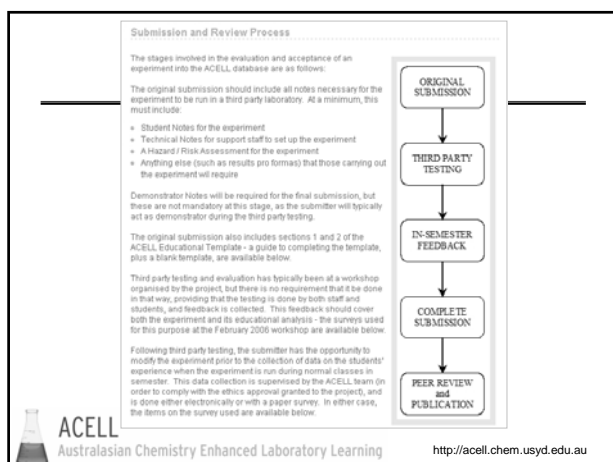 Submission and Review Process
The stages involved in the evaluation and acceptance of an
experiment into the ACELL database are as follows:
The original submission should include all notes necessary for the
experiment to be run in a third party laboratory. At a minimum, this
must include:
Student Notes for the experiment
Technical Notes for support staff to set up the experiment
A Hazard / Risk Assessment for the experiment
Anything else (such as results pro formas) that those carrying out
the experiment will require
Demonstrator Notes will be required for the final submission, but
these are not mandatory at this stage, as the submitter will typically
act as demonstrator during the third party testing.
The original submission also includes sections 1 and 2 of the
ACELL Educational Template - a guide to completing the template,
plus a blank template, are available below.
Third party testing and evaluation has typically been at a workshop
organised by the project, but there is no requirement that it be done
in that way, providing that the testing is done by both staff and
students, and feedback is collected. This feedback should cover
both the experiment and its educational analysis - the surveys used
for this purpose at the February 2006 workshop are available below.
Following third party testing, the submitter has the opportunity to
modify the experiment prior to the collection of data on the students'
experience when the experiment is run during normal classes in
semester. This data collection is supervised by the ACELL team (in
order to comply with the ethics approval granted to the project), and
is done either electronically or with a paper survey. In either case,
the items on the survey used are available below.
ORIGINAL
SUBMISSION
THIRD PARTY
TESTING
IN-SEMESTER
FEEDBACK
COMPLETE
SUBMISSION
PEER REVIEW
and
PUBLICATION
ACELL
Australasian Chemistry Enhanced Laboratory Learning
http://acell.chem.usyd.edu.au